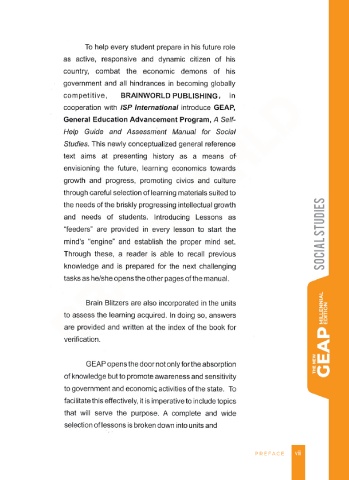 To help every student prepare in his future role
as active, responsive and dynamic citizen of his
country, combat the economic demons of his
government and all hindrances in becoming globally
competitive, BRAINWORLD PUBLISHING, in
cooperation with ISP International introduce GEAP,
General Education Advancement Program, A Self-
Help Guide and Assessment Manual for Social
Studies. This newly conceptualized general reference
text aims at presenting history as a means of
envisioning the future, learning economics towards
growth and progress, promoting civics and culture
through careful selection of learning materials suited to
the needs of the briskly progressing intellectual growth
and needs of students. Introducing Lessons as
“feeders” are provided in every lesson to start the
mind’s “engine” and establish the proper mind set.
Through these, a reader is able to recall previous
knowledge and is prepared for the next challenging
tasks as he/she opens the other pages of the manual.
Brain Blitzers are also incorporated in the units
to assess the learning acquired. In doing so, answers
are provided and written at the index of the book for
verification.
GEAP opens the door not only for the absorption
of knowledge but to promote awareness and sensitivity
to government and economic activities of the state. To
facilitate this effectively, it is imperative to include topics
that will serve the purpose. A complete and wide
selection of lessons is broken down into units and
SOCIAL STUDIES
THE NEW
GEAP
MILLENNIAL
EDITION
PREFACE vii